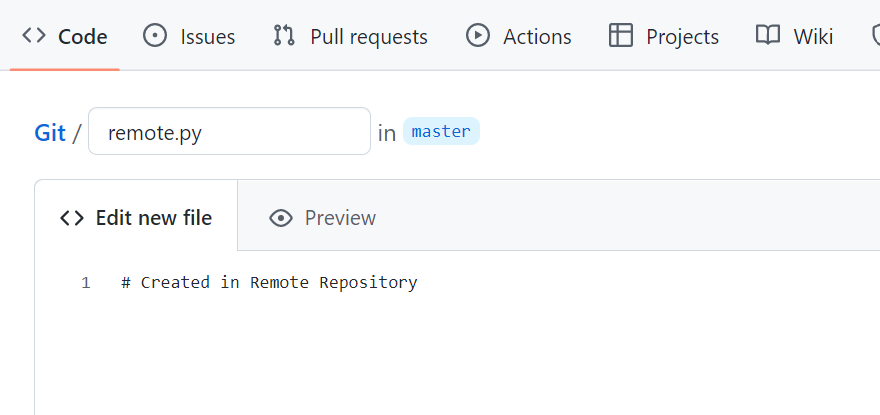 Code Issues Pull requests Actions Projects Wiki
Git / remote.py in master
Edit new file Preview
1 # Created in Remote Repository